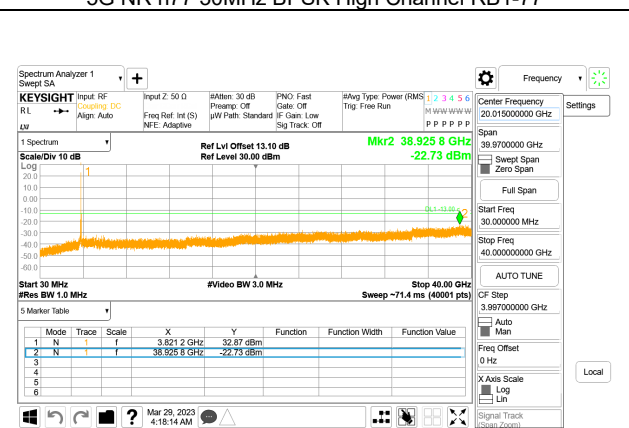 5G NR n77 50MHz BPSK High Channel RB1-77
Spectrum Analyzer 1
Swept SA
Frequency
KEYSIGHT
Input: RF
Input Z: 50 Ω
#Atten: 30 dB
PNO: Fast
#Avg Type: Power (RMS
1 2 3 4 5 6
R L
Coupling: DC
Preamp: Off
Gate: Off
Trig: Free Run
M W W W W W
Align: Auto
Freq Ref: Int (S)
µW Path: Standard
IF Gain: Low
NFE: Adaptive
Sig Track: Off
P P P P P P
LXI
Center Frequency
20.015000000 GHz
Settings
1 Spectrum
Ref Lvl Offset 13.10 dB
Mkr2 38.925 8 GHz
Scale/Div 10 dB
Ref Level 30.00 dBm
-22.73 dBm
Span
39.9700000 GHz
Swept Span
Zero Span
Full Span
Start Freq
30.000000 MHz
Stop Freq
40.000000000 GHz
AUTO TUNE
CF Step
3.997000000 GHz
Auto
Man
Freq Offset
0 Hz
X Axis Scale
Log
Lin
Signal Track
(Span Zoom)
Local
Log
20.0
10.0
0.00
-10.0
-20.0
-30.0
-40.0
-50.0
-60.0
1
2
Start 30 MHz
#Video BW 3.0 MHz
Stop 40.00 GHz
#Res BW 1.0 MHz
Sweep ~71.4 ms (40001 pts)
5 Marker Table
Mode Trace Scale X Y Function Function Width Function Value
1 N 1 f 3.821 2 GHz 32.87 dBm
2 N 1 f 38.925 8 GHz -22.73 dBm
3
4
5
6
Mar 29, 2023
4:18:14 AM